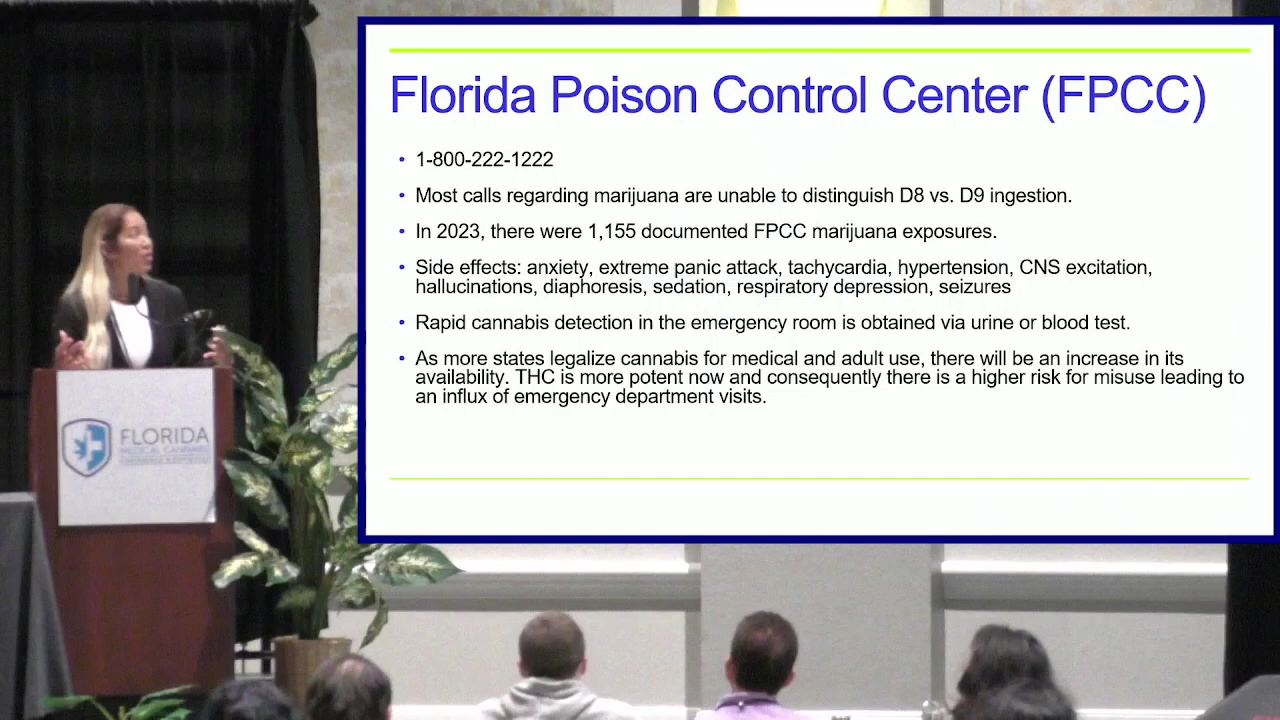 Florida Poison Control Center (FPCC)
• 1-800-222-1222
• Most calls regarding marijuana are unable to distinguish D8 vs. D9 ingestion.
• In 2023, there were 1,155 documented FPCC marijuana exposures.
• Side effects: anxiety, extreme panic attack, tachycardia, hypertension, CNS excitation,
hallucinations, diaphoresis, sedation, respiratory depression, seizures
• Rapid cannabis detection in the emergency room is obtained via urine or blood test.
• As more states legalize cannabis for medical and adult use, there will be an increase in its
availability. THC is more potent now and consequently there is a higher risk for misuse leading to
an influx of emergency department visits.
FLORIDA
MEDICAL CANNABIS